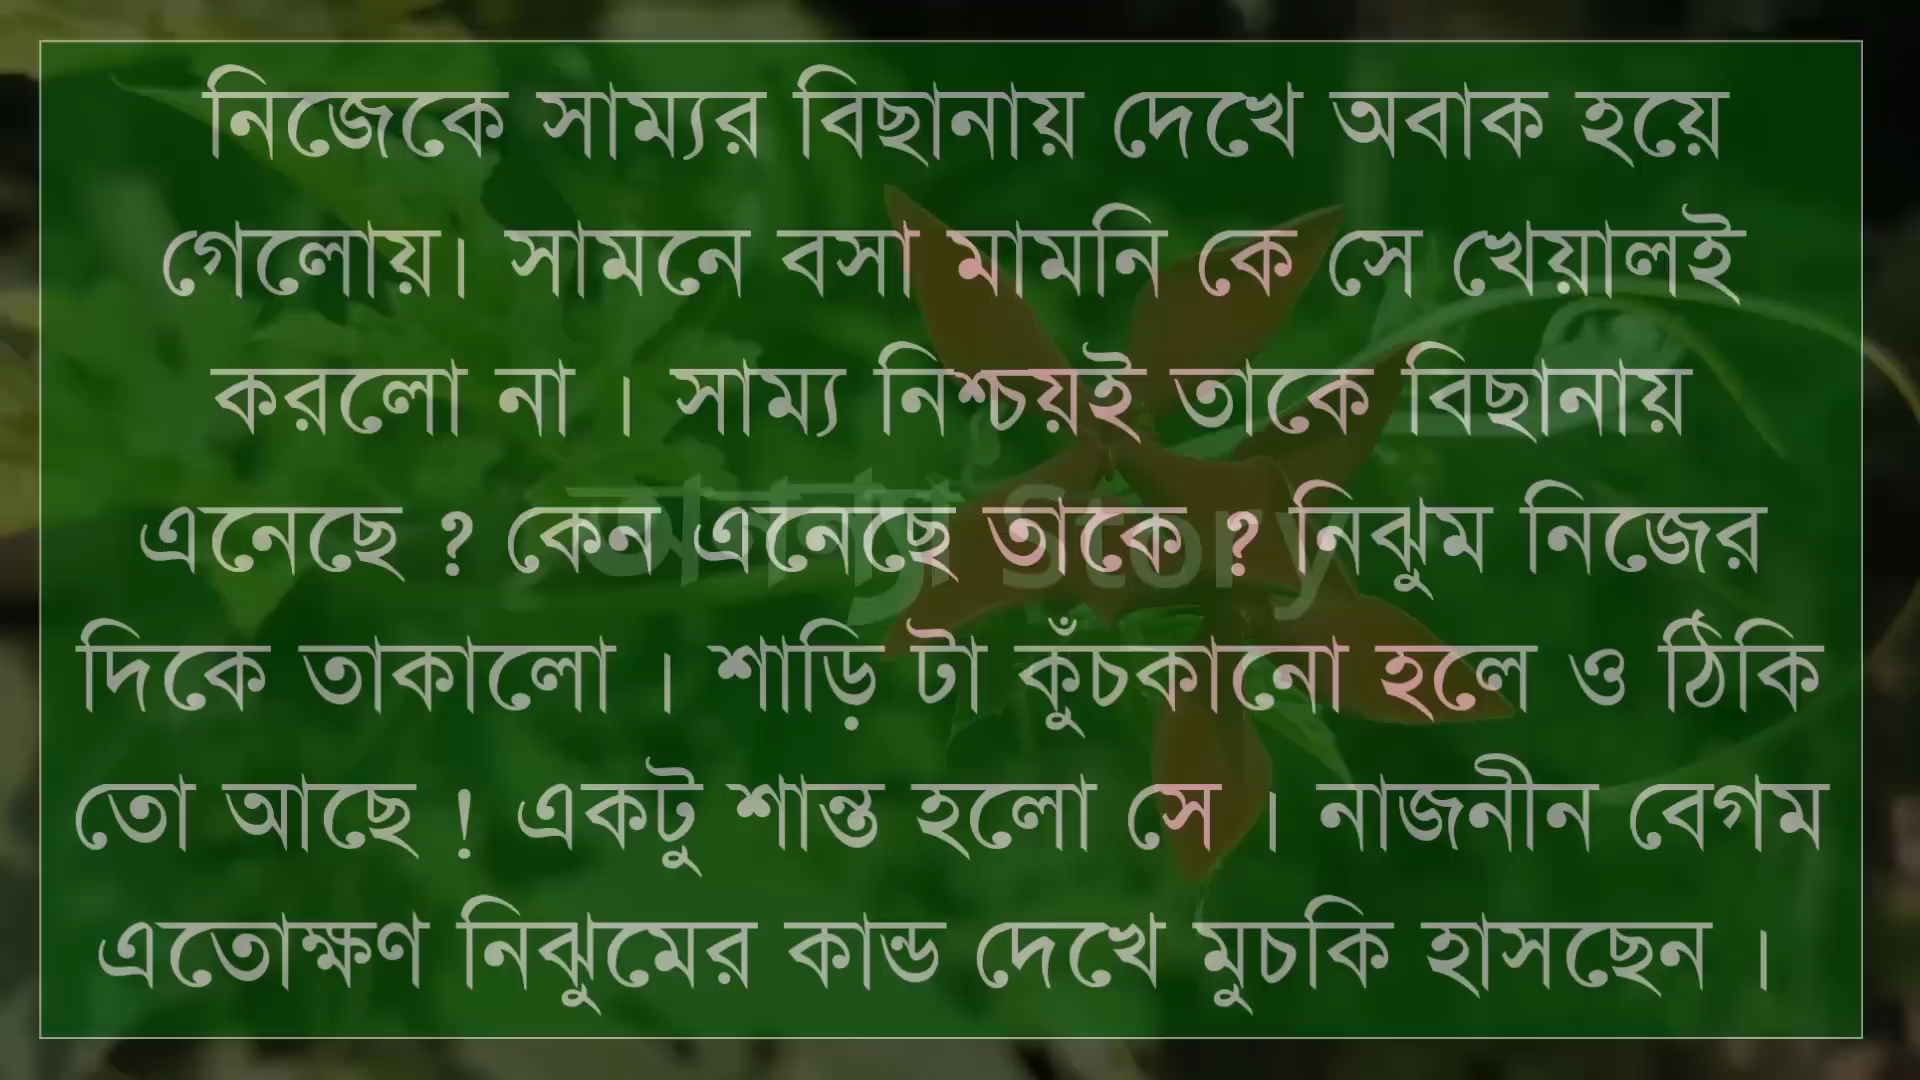 নিজেকে সাম্যর বিছানায় দেখে অবাক হয়ে
গেলোয়। সামনে বসা মামনি কে সে খেয়ালই
করলো না । সাম্য নিশ্চয়ই তাকে বিছানায়
এনেছে ? কেন এনেছে তাকে ? নিঝুম নিজের
দিকে তাকালো । শাড়ি টা কুঁচকানো হলে ও ঠিকি
তো আছে ! একটু শান্ত হলো সে । নাজনীন বেগম
এতোক্ষণ নিঝুমের কান্ড দেখে মুচকি হাসছেন ।
Story